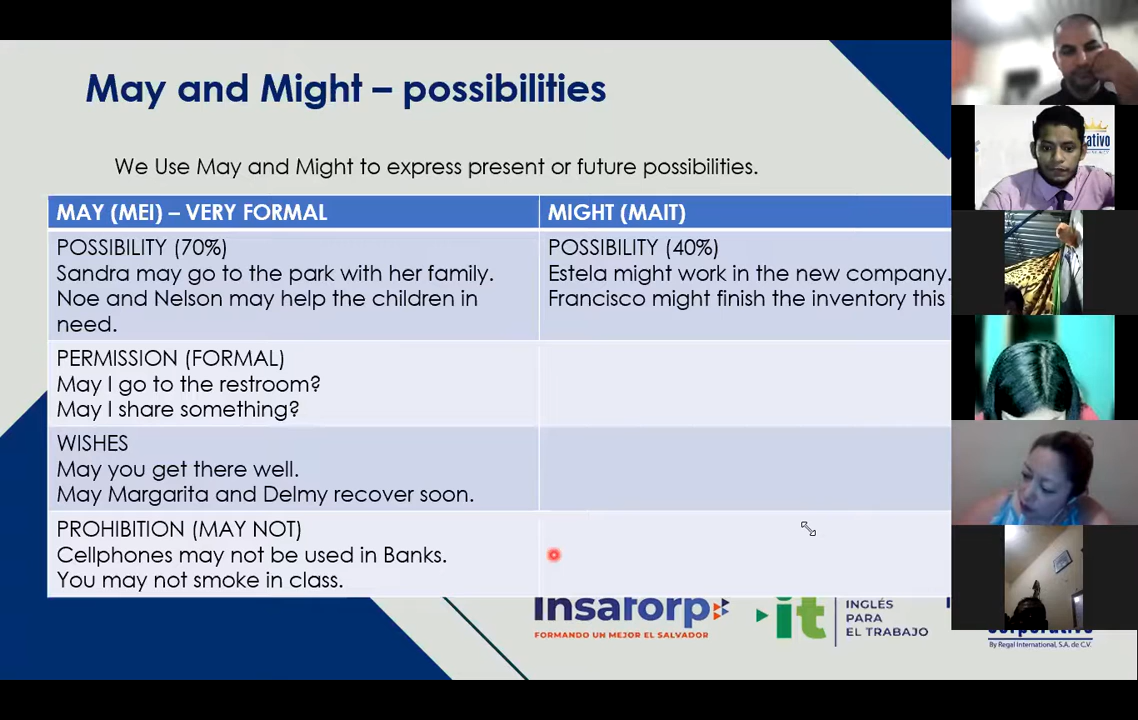 May and Might – possibilities
We Use May and Might to express present or future possibilities.
MAY (MEI) – VERY FORMAL
MIGHT (MAIT)
POSSIBILITY (70%)
Sandra may go to the park with her family.
Noe and Nelson may help the children in
need.
POSSIBILITY (40%)
Estela might work in the new company.
Francisco might finish the inventory this
PERMISSION (FORMAL)
May I go to the restroom?
May I share something?
WISHES
May you get there well.
May Margarita and Delmy recover soon.
PROHIBITION (MAY NOT)
Cellphones may not be used in Banks.
You may not smoke in class.
Insaforp
FORMANDO UN MEJOR EL SALVADOR
it
INGLÉS
PARA
EL TRABAJO
By Regal International, S.A. de C.V.